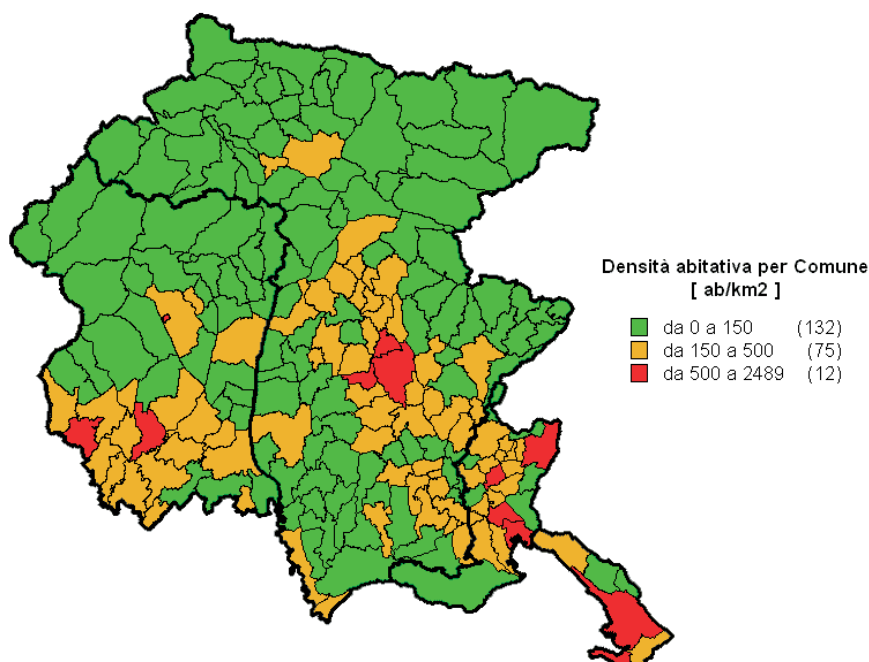 Densità abitativa per Comune
[ ab/km2 ]
da 0 a 150 (132)
da 150 a 500 (75)
da 500 a 2489 (12)